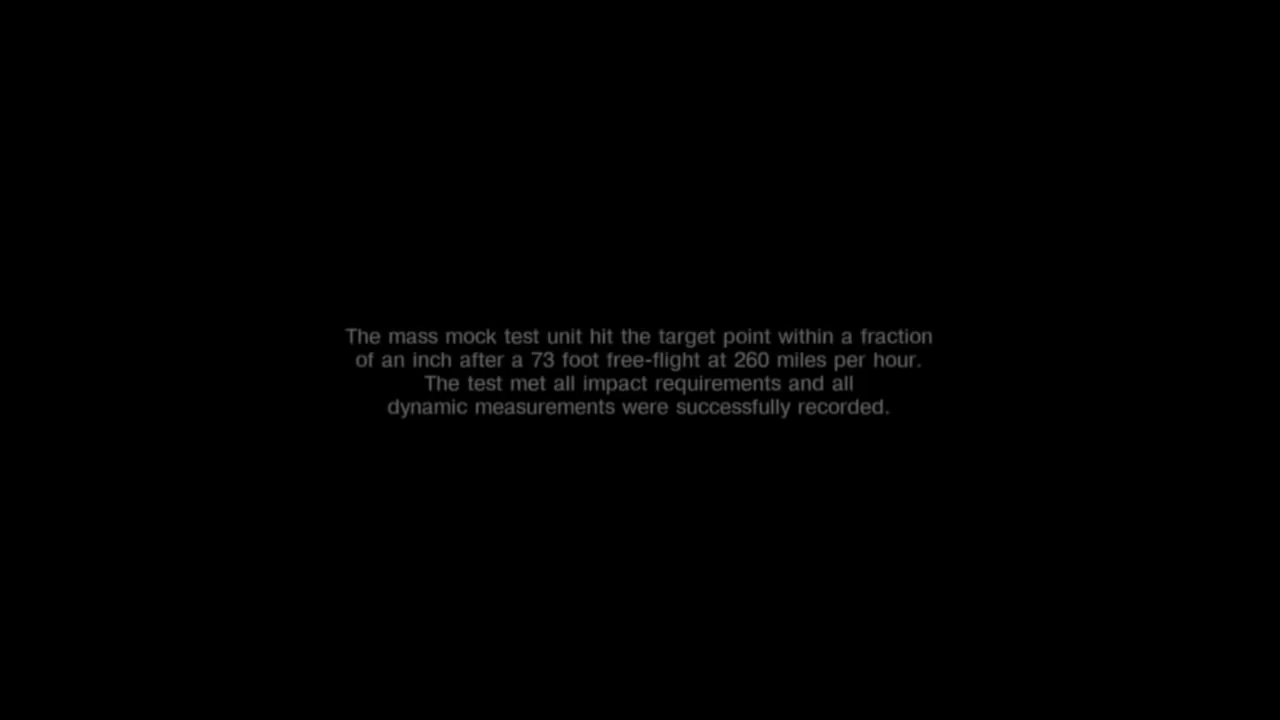 The mass mock test unit hit the target point within a fraction
of an inch after a 73 foot free-flight at 260 miles per hour.
The test met all impact requirements and all
dynamic measurements were successfully recorded.